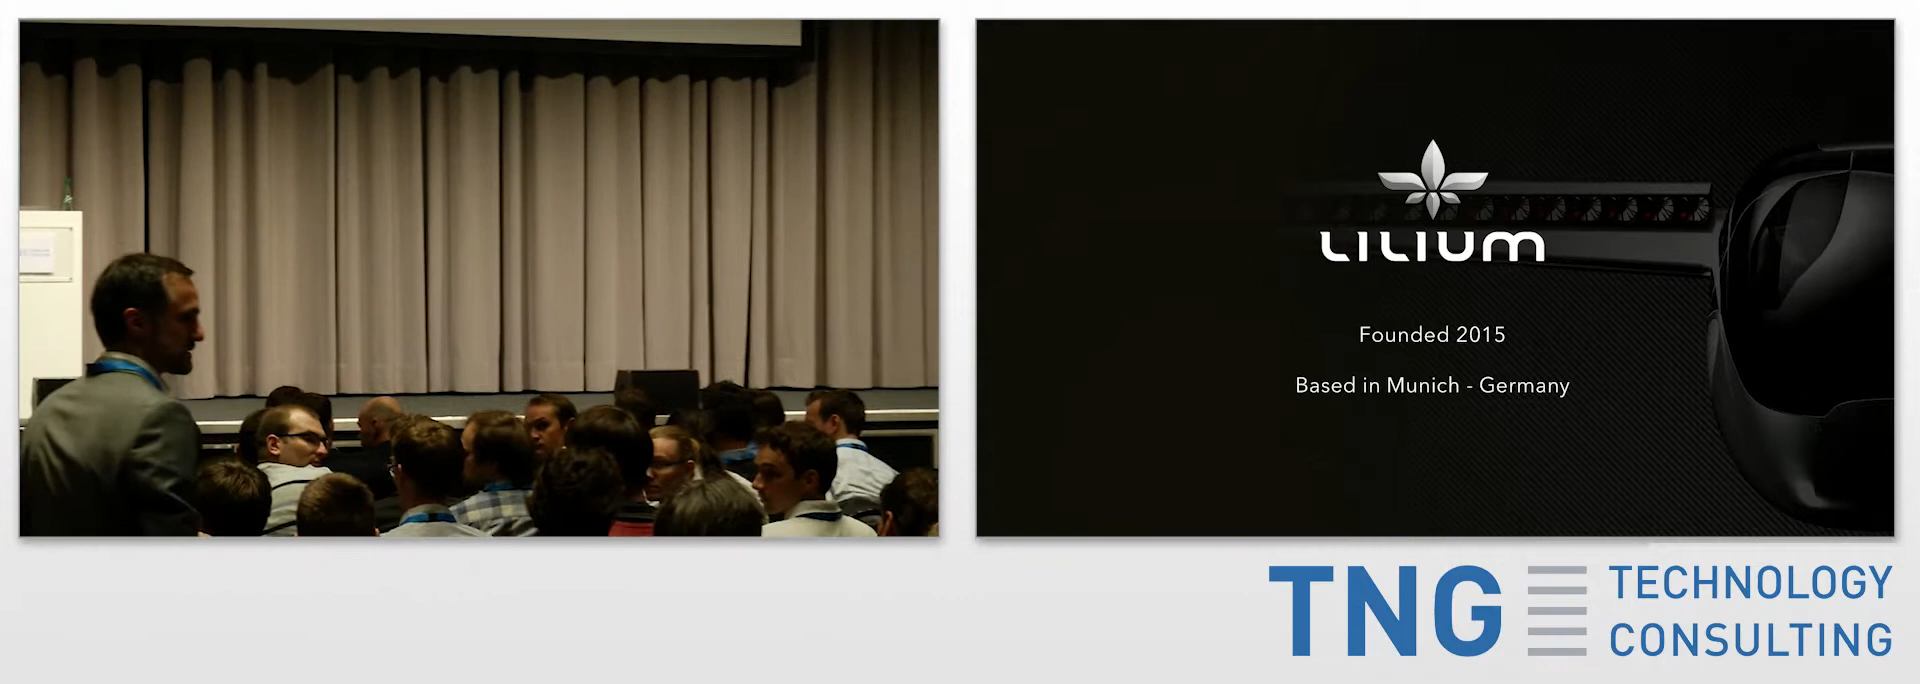 LILIUM
Founded 2015
Based in Munich - Germany
TNG TECHNOLOGY
CONSULTING